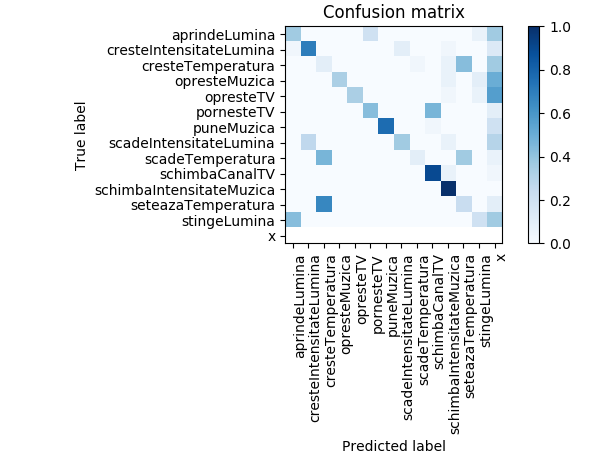 Confusion matrix
True label
aprindeLumina
cresteIntensitateLumina
cresteTemperatura
opresteMuzica
opresteTV
pornesteTV
puneMuzica
scadeIntensitateLumina
scadeTemperatura
schimbaCanalTV
schimbaIntensitateMuzica
seteazaTemperatura
stingeLumina
x
aprindeLumina
cresteIntensitateLumina
cresteTemperatura
opresteMuzica
opresteTV
pornesteTV
puneMuzica
scadeIntensitateLumina
scadeTemperatura
schimbaCanalTV
schimbaIntensitateMuzica
seteazaTemperatura
stingeLumina
x
Predicted label
1.0
0.8
0.6
0.4
0.2
0.0